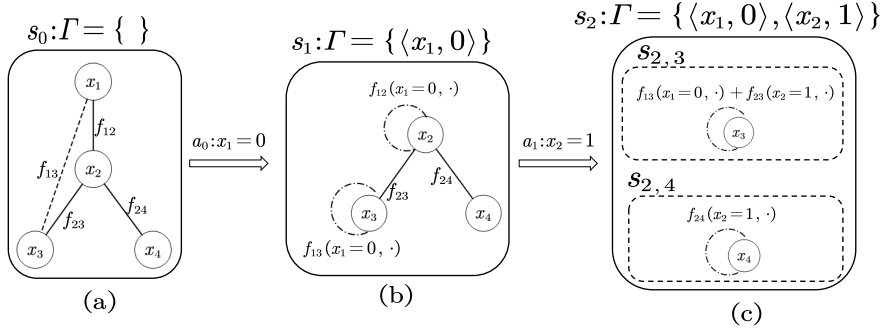 s₀:Γ = { }
x₁
f₁₂
f₁₃
x₂
f₂₃
f₂₄
x₃
x₄
(a)
a₀:x₁=0
s₁:Γ = {⟨x₁, 0⟩}
f₁₂(x₁=0, ·)
x₂
f₂₃
f₂₄
x₃
x₄
f₁₃(x₁=0, ·)
(b)
a₁:x₂=1
s₂:Γ = {⟨x₁, 0⟩,⟨x₂, 1⟩}
s₂,₃
f₁₃(x₁=0, ·)+f₂₃(x₂=1, ·)
x₃
s₂,₄
f₂₄(x₂=1, ·)
x₄
(c)